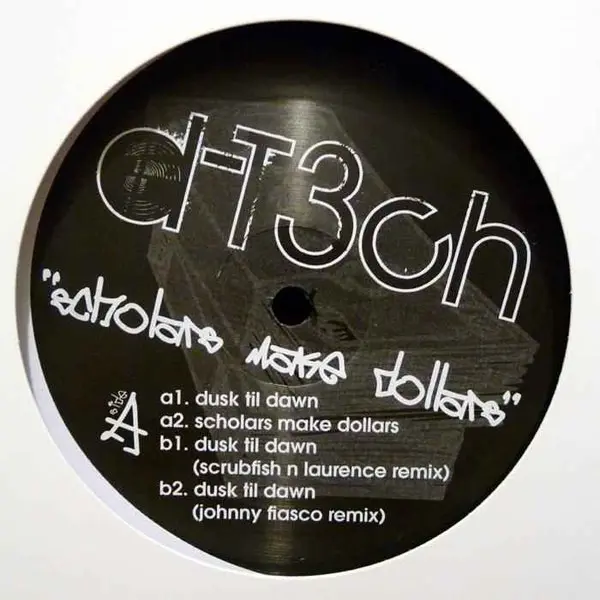 d-T3ch
"scholars make dollars"
side
A
a1. dusk til dawn
a2. scholars make dollars
b1. dusk til dawn
(scrubfish n laurence remix)
b2. dusk til dawn
(johnny fiasco remix)